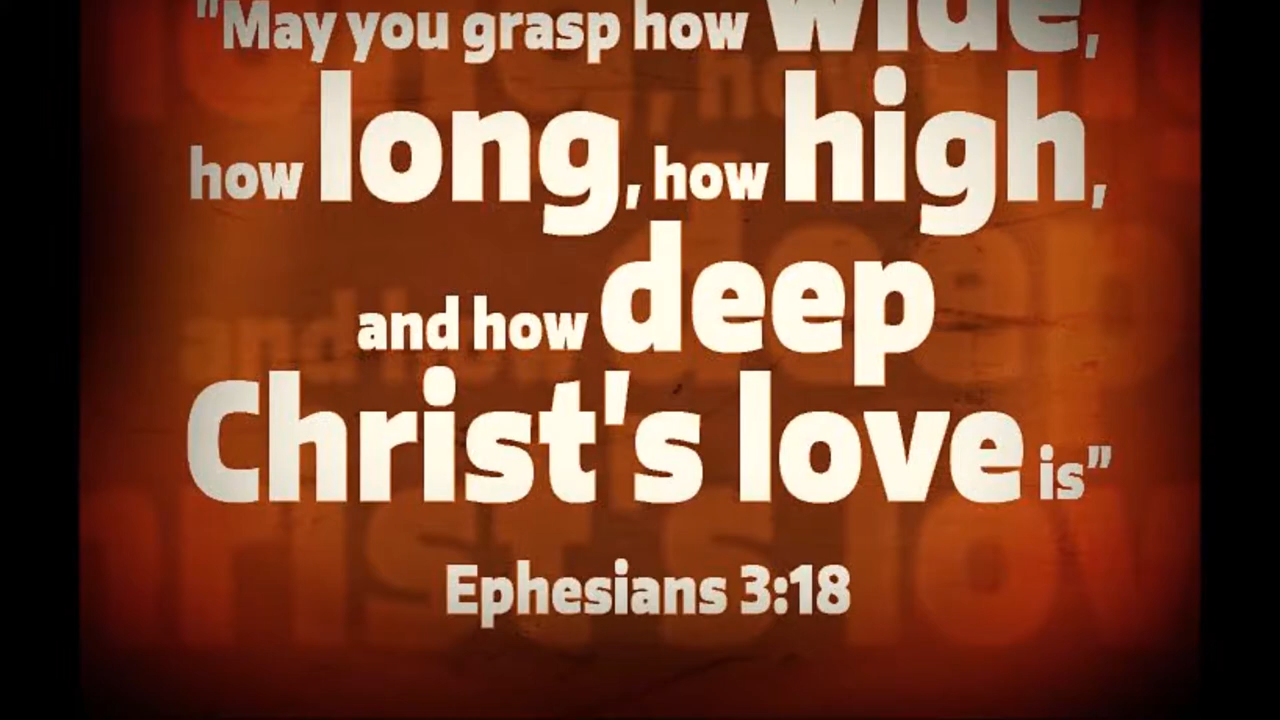 "May you grasp how wide,
how long, how high,
and how deep
Christ's love is"
Ephesians 3:18